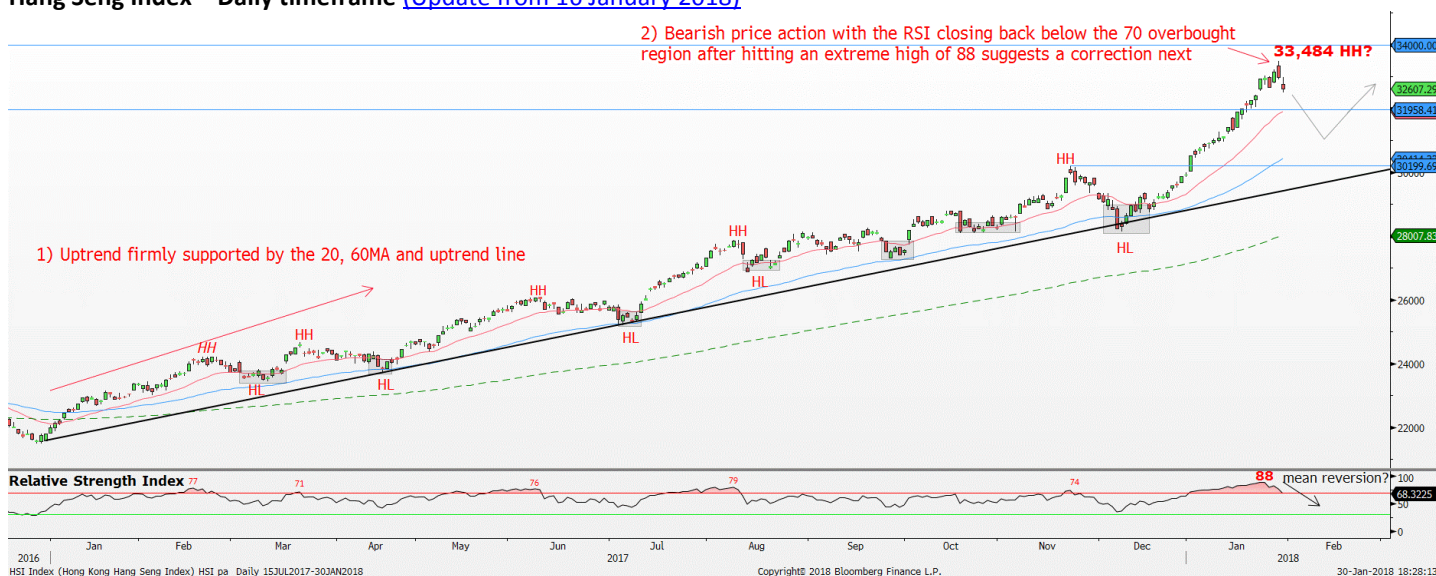 Hang Seng Index – Daily timeframe (Update from 16 January 2018)
2) Bearish price action with the RSI closing back below the 70 overbought
region after hitting an extreme high of 88 suggests a correction next
33,484 HH?
34000.00
32607.29
31958.41
30199.69
30000
28007.83
26000
24000
22000
1) Uptrend firmly supported by the 20, 60MA and uptrend line
HH
HH
HH
HH
HH
HL
HL
HL
HL
HL
Relative Strength Index
77
71
76
79
74
88
mean reversion?
100
68.3225
50
0
Jan Feb Mar Apr May Jun Jul Aug Sep Oct Nov Dec Jan Feb
2016 2017 2018
HSI Index (Hong Kong Hang Seng Index) HSI pa Daily 15JUL2017-30JAN2018
Copyright© 2018 Bloomberg Finance L.P.
30-Jan-2018 18:28:13